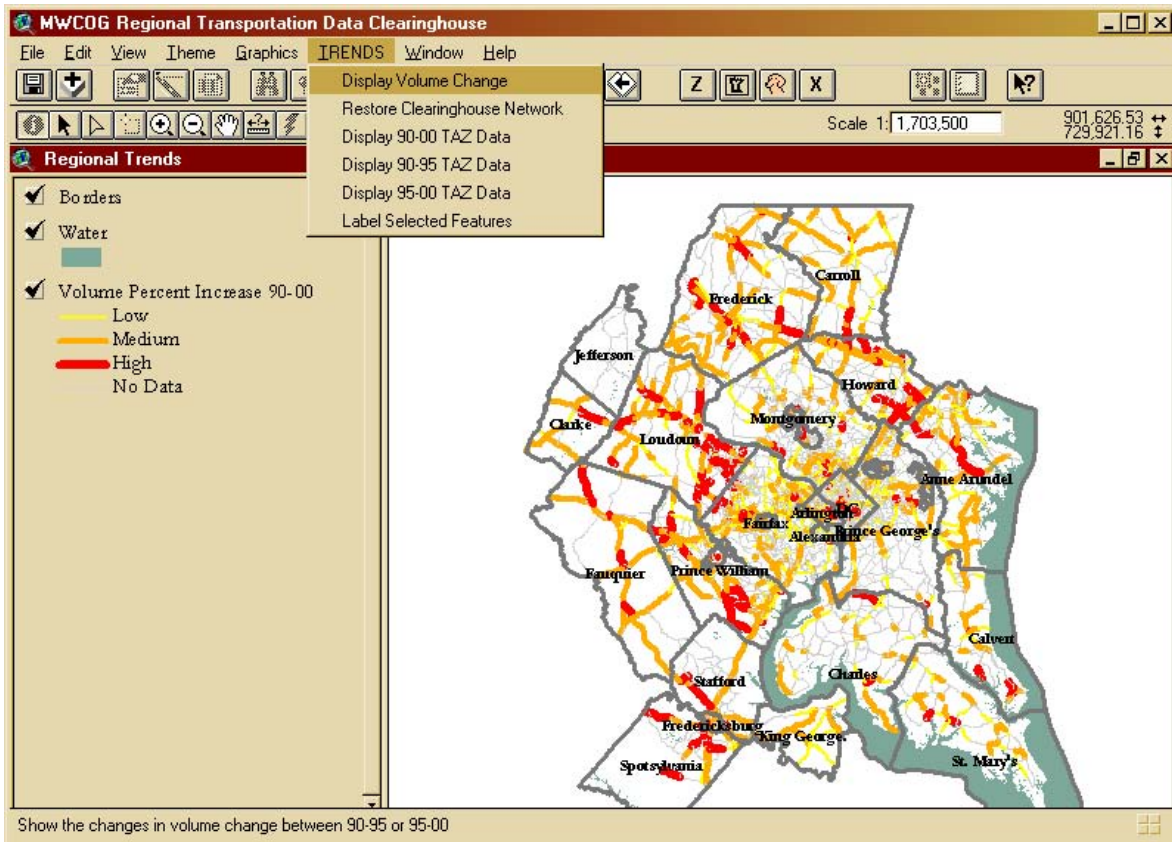 MWCOG Regional Transportation Data Clearinghouse
File Edit View Theme Graphics TRENDS Window Help
Display Volume Change
Restore Clearinghouse Network
Display 90-00 TAZ Data
Display 90-95 TAZ Data
Display 95-00 TAZ Data
Label Selected Features
Z
X
Scale 1: 1,703,500
901,626.53
729,921.16
Regional Trends
Borders
Water
Volume Percent Increase 90-00
Low
Medium
High
No Data
Carroll
Frederick
Jefferson
Howard
Clarke
Montgomery
Loudoun
Anne Arundel
Arlington
DC
Fairfax
Prince George's
Alexandria
Fauquier
Prince William
Calvert
Stafford
Charles
Fredericksburg
King George.
Spotsylvania
St. Mary's
Show the changes in volume change between 90-95 or 95-00